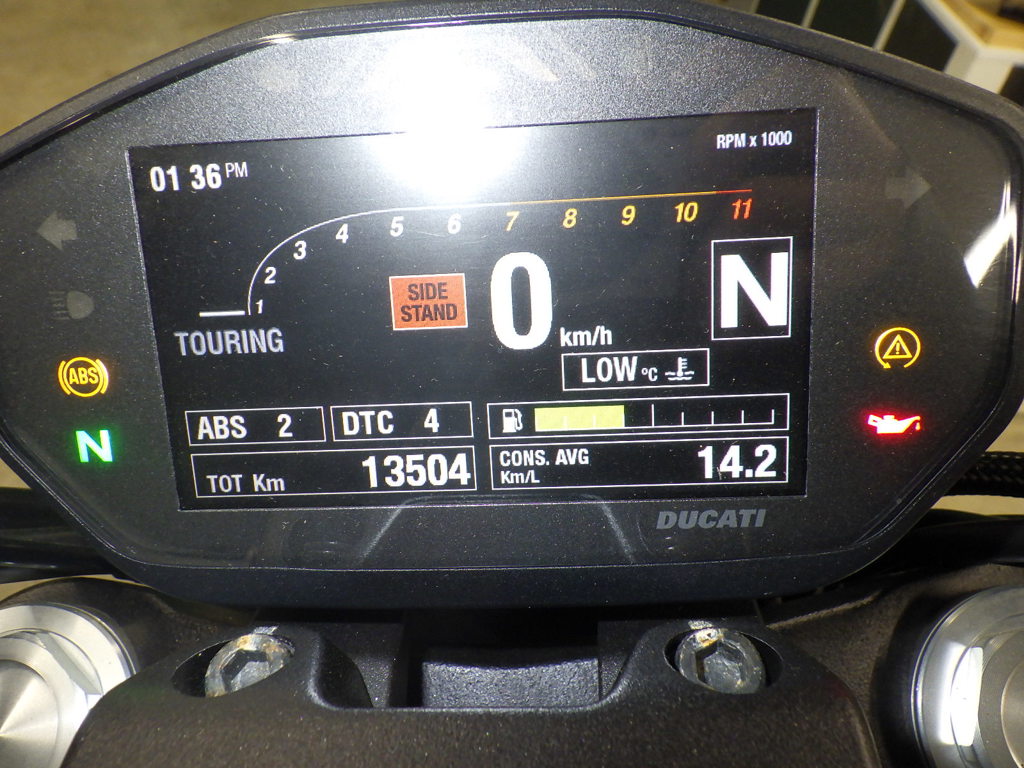 01 36 PM
RPM x 1000
1 2 3 4 5 6 7 8 9 10 11
SIDE
STAND
0 km/h
N
TOURING
LOW °C
ABS
N
ABS 2
DTC 4
TOT Km 13504
CONS. AVG
Km/L
14.2
DUCATI